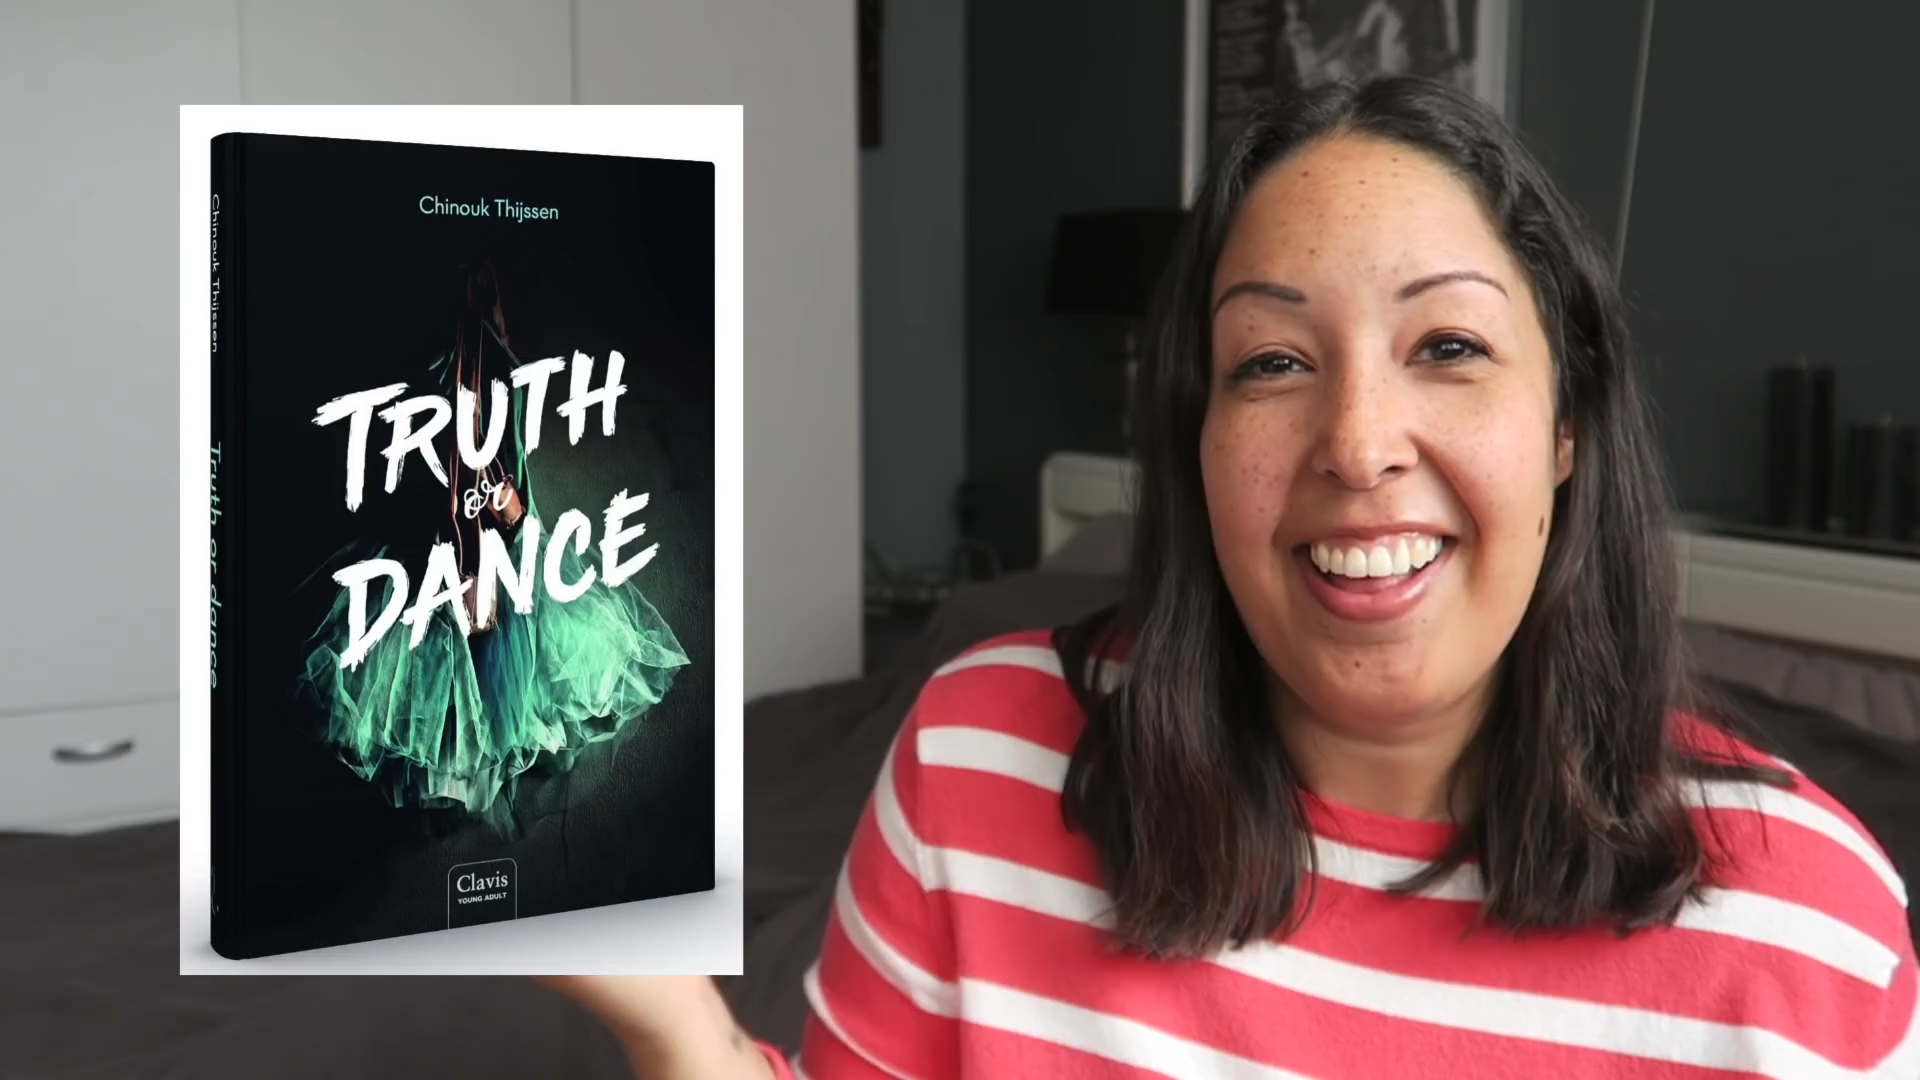 Chinouk Thijssen
TRUTH
or
DANCE
Clavis
YOUNG ADULT
Chinouk Thijssen
Truth or dance